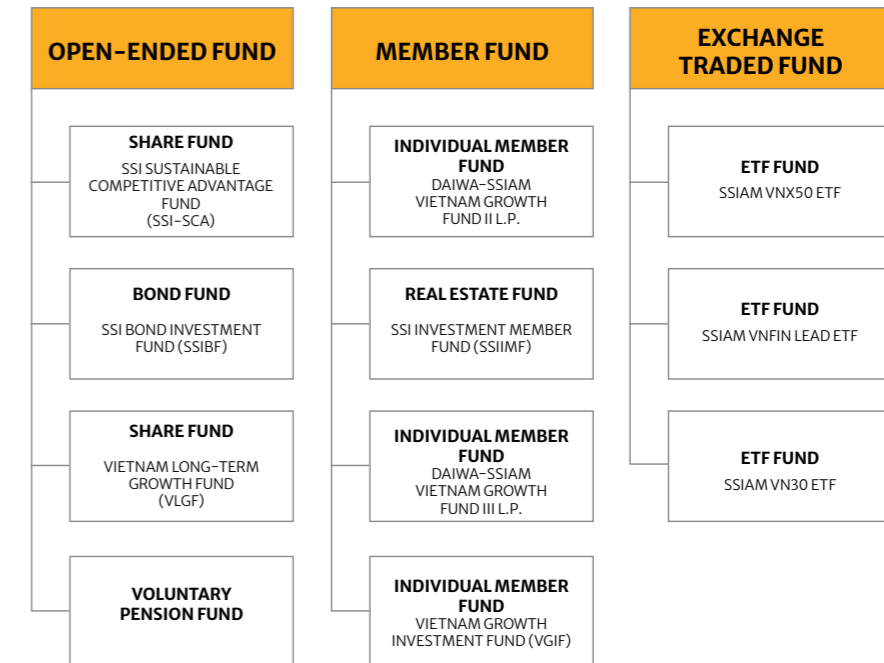 OPEN-ENDED FUND
SHARE FUND
SSI SUSTAINABLE
COMPETITIVE ADVANTAGE
FUND
(SSI-SCA)
BOND FUND
SSI BOND INVESTMENT
FUND (SSIBF)
SHARE FUND
VIETNAM LONG-TERM
GROWTH FUND
(VLGF)
VOLUNTARY
PENSION FUND
MEMBER FUND
INDIVIDUAL MEMBER
FUND
DAIWA-SSIAM
VIETNAM GROWTH
FUND II L.P.
REAL ESTATE FUND
SSI INVESTMENT MEMBER
FUND (SSIIMF)
INDIVIDUAL MEMBER
FUND
DAIWA-SSIAM
VIETNAM GROWTH
FUND III L.P.
INDIVIDUAL MEMBER
FUND
VIETNAM GROWTH
INVESTMENT FUND (VGIF)
EXCHANGE
TRADED FUND
ETF FUND
SSIAM VNX50 ETF
ETF FUND
SSIAM VNFIN LEAD ETF
ETF FUND
SSIAM VN30 ETF